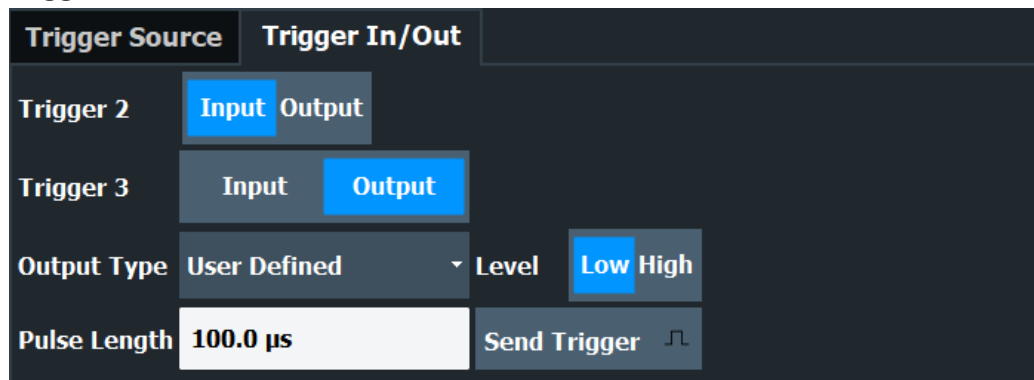 Trigger Source Trigger In/Out
Trigger 2 Input Output
Trigger 3 Input Output
Output Type User Defined Level Low High
Pulse Length 100.0 µs Send Trigger